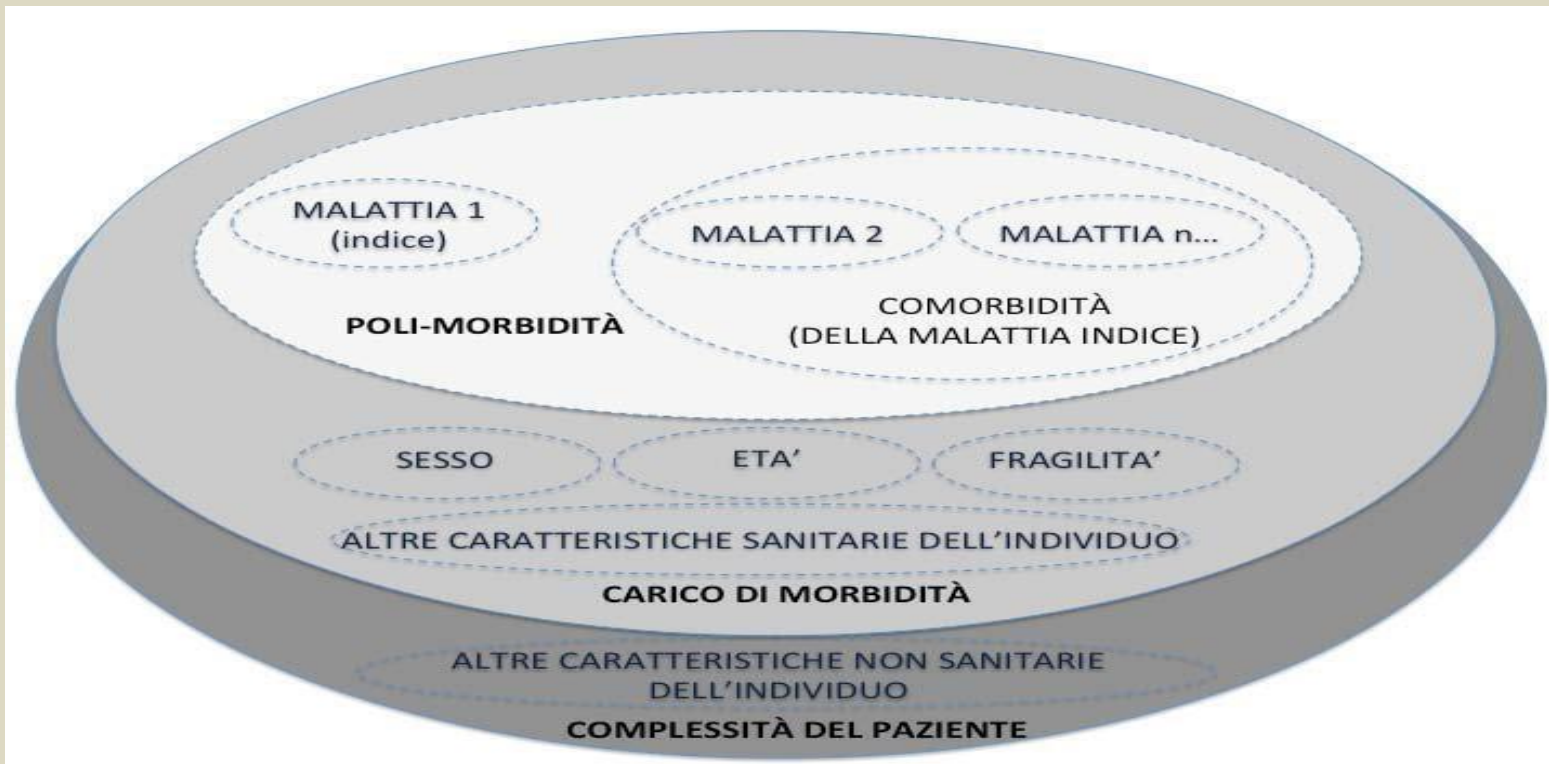 MALATTIA 1
(indice)
MALATTIA 2
MALATTIA n...
POLI-MORBIDITÀ
COMORBIDITÀ
(DELLA MALATTIA INDICE)
SESSO
ETA’
FRAGILITA’
ALTRE CARATTERISTICHE SANITARIE DELL’INDIVIDUO
CARICO DI MORBIDITÀ
ALTRE CARATTERISTICHE NON SANITARIE
DELL’INDIVIDUO
COMPLESSITÀ DEL PAZIENTE